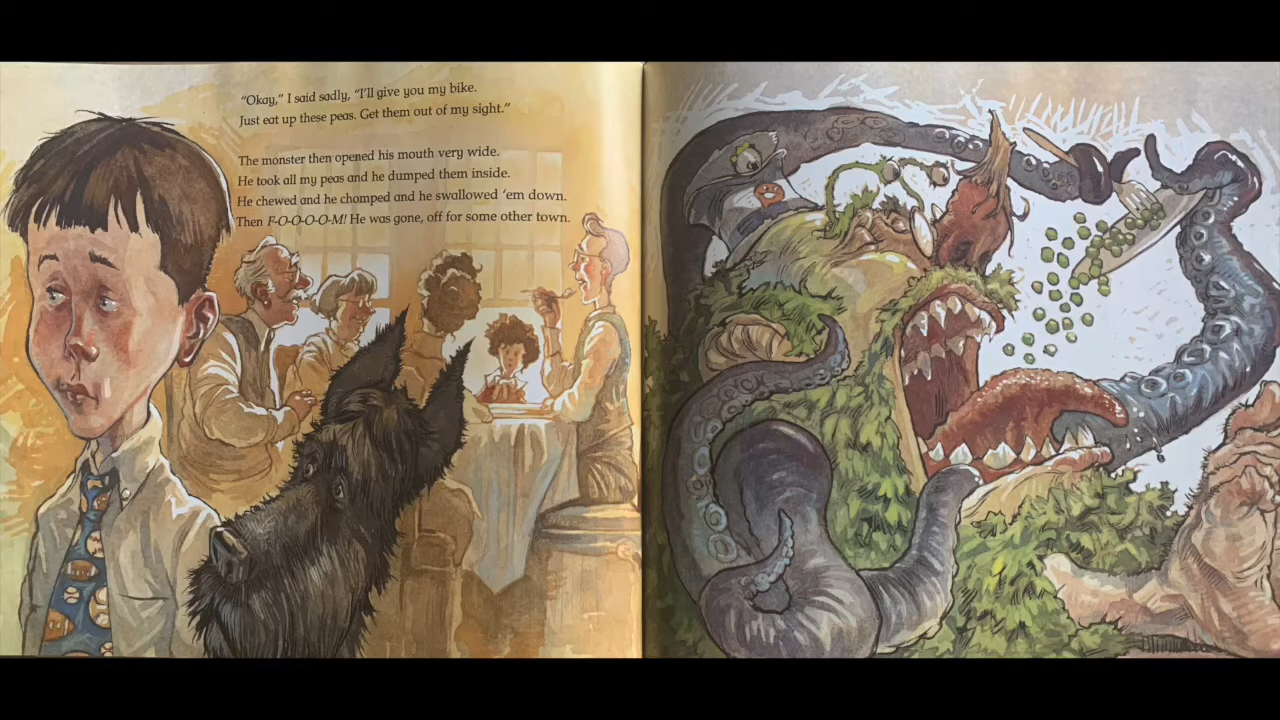 “Okay,” I said sadly, “I’ll give you my bike.
Just eat up these peas. Get them out of my sight.”
The monster then opened his mouth very wide.
He took all my peas and he dumped them inside.
He chewed and he chomped and he swallowed ‘em down.
Then F-O-O-O-O-M! He was gone, off for some other town.